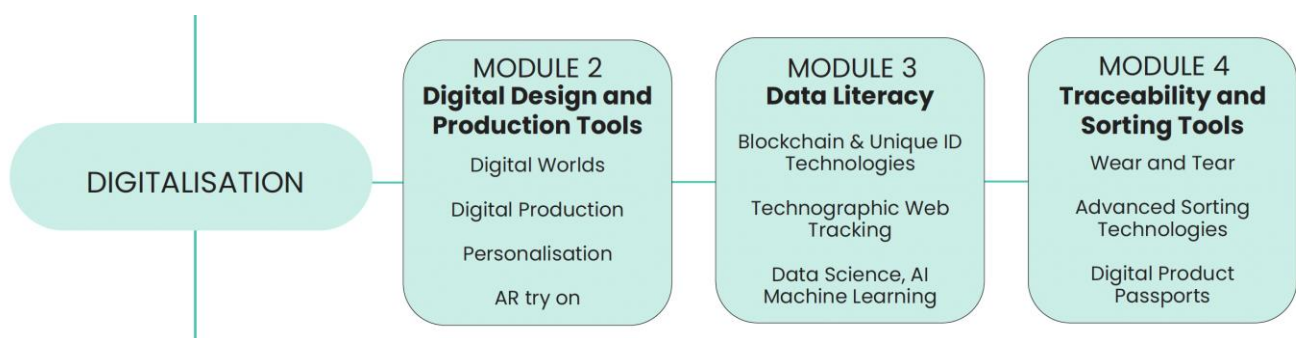 DIGITALISATION
MODULE 2
Digital Design and
Production Tools
Digital Worlds
Digital Production
Personalisation
AR try on
MODULE 3
Data Literacy
Blockchain & Unique ID
Technologies
Technographic Web
Tracking
Data Science, AI
Machine Learning
MODULE 4
Traceability and
Sorting Tools
Wear and Tear
Advanced Sorting
Technologies
Digital Product
Passports